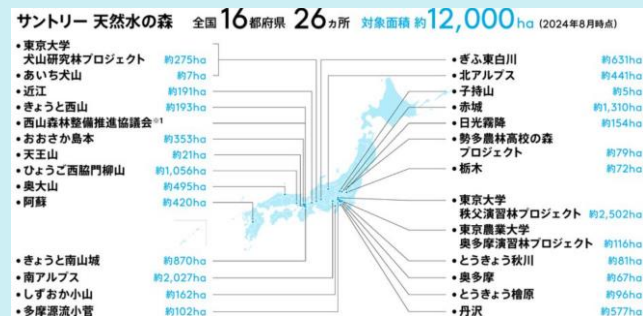 サントリー 天然水の森 全国16都府県26ヵ所 対象面積 約12,000ha (2024年8月時点)
• 東京大学
犬山研究林プロジェクト 約275ha
• あいち犬山 約7ha
• 近江 約191ha
• きょうと西山 約193ha
• 西山森林整備推進協議会※1
• おおさか島本 約353ha
• 天王山 約21ha
• ひょうご西脇門柳山 約1,056ha
• 奥大山 約495ha
• 阿蘇 約420ha
• きょうと南山城 約870ha
• 南アルプス 約2,027ha
• しずおか小山 約162ha
• 多摩源流小菅 約102ha
• ぎふ東白川 約631ha
• 北アルプス 約441ha
• 子持山 約5ha
• 赤城 約1,310ha
• 日光霧降 約154ha
• 勢多農林高校の森
プロジェクト 約79ha
• 栃木 約72ha
• 東京大学
秩父演習林プロジェクト 約2,502ha
• 東京農業大学
奥多摩演習林プロジェクト 約116ha
• とうきょう秋川 約81ha
• 奥多摩 約67ha
• とうきょう檜原 約96ha
• 丹沢 約577ha